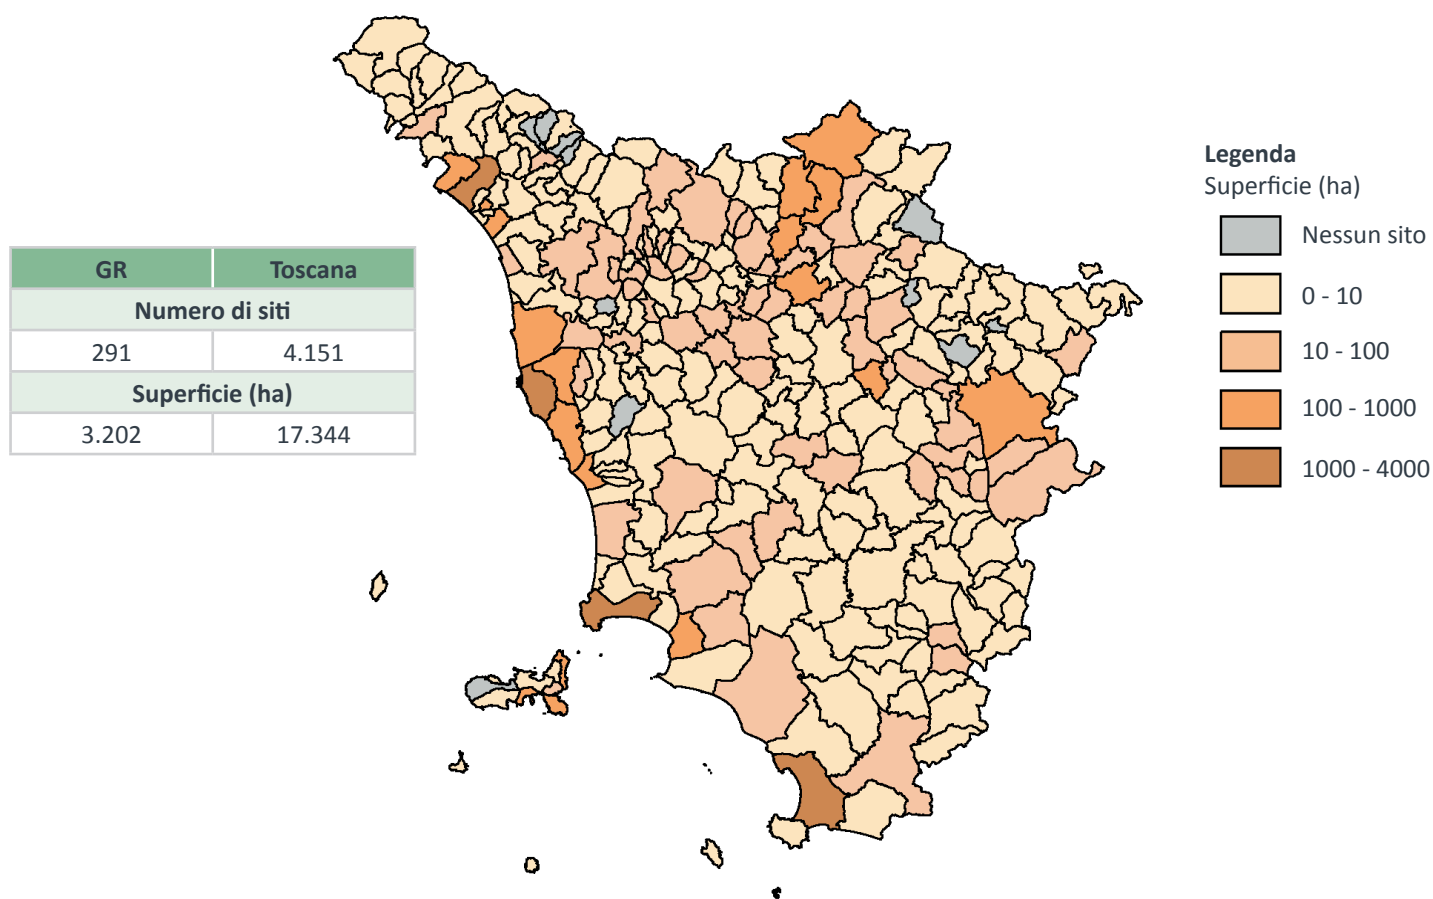 GR Toscana
Numero di siti
291 4.151
Superficie (ha)
3.202 17.344
Legenda
Superficie (ha)
Nessun sito
0 - 10
10 - 100
100 - 1000
1000 - 4000